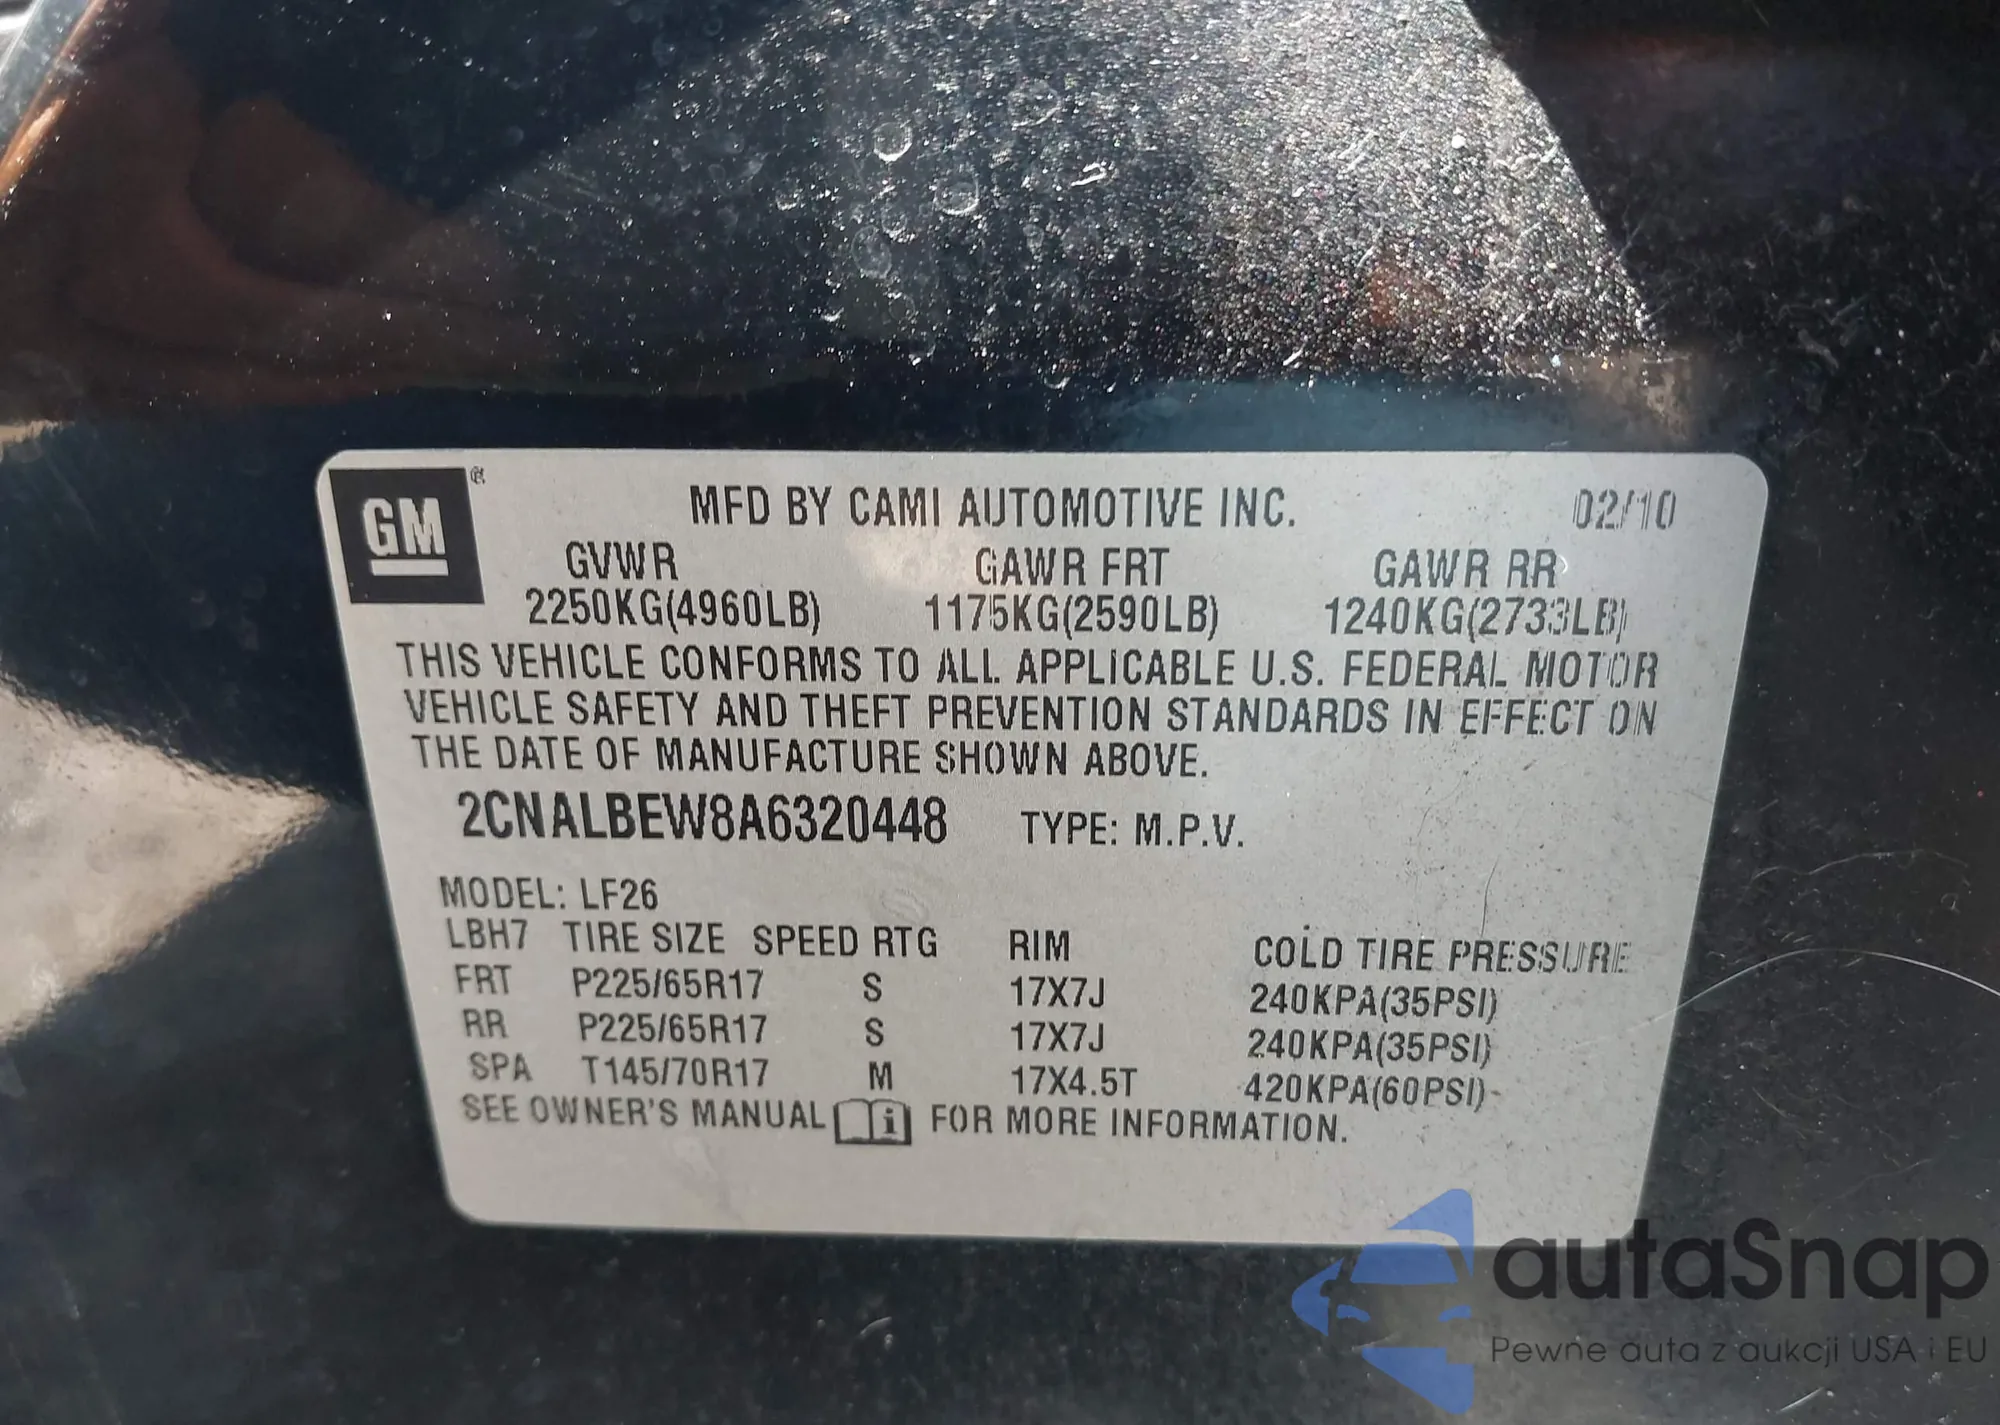 GM ®
MFD BY CAMI AUTOMOTIVE INC. 02/10
GVWR GAWR FRT GAWR RR
2250KG(4960LB) 1175KG(2590LB) 1240KG(2733LB)
THIS VEHICLE CONFORMS TO ALL APPLICABLE U.S. FEDERAL MOTOR
VEHICLE SAFETY AND THEFT PREVENTION STANDARDS IN EFFECT ON
THE DATE OF MANUFACTURE SHOWN ABOVE.
2CNALBEW8A6320448 TYPE: M.P.V.
MODEL: LF26
LBH7 TIRE SIZE SPEED RTG RIM COLD TIRE PRESSURE
FRT P225/65R17 S 17X7J 240KPA(35PSI)
RR P225/65R17 S 17X7J 240KPA(35PSI)
SPA T145/70R17 M 17X4.5T 420KPA(60PSI)
SEE OWNER'S MANUAL i FOR MORE INFORMATION.
autaSnap
Pewne auta z aukcji USA i EU